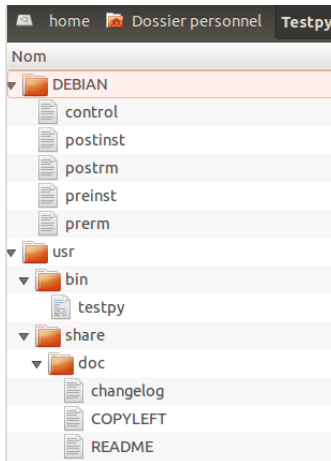 home Dossier personnel Testpy
Nom
DEBIAN
control
postinst
postrm
preinst
prerm
usr
bin
testpy
share
doc
changelog
COPYLEFT
README